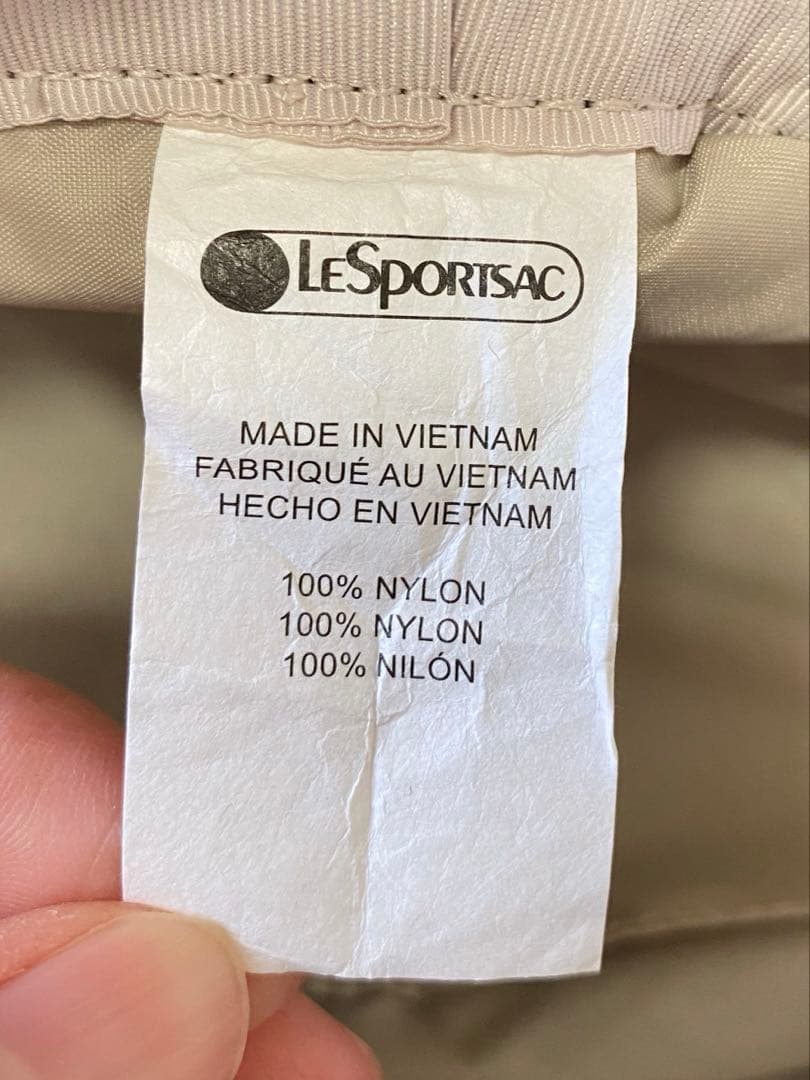 LESPORTSAC
MADE IN VIETNAM
FABRIQUÉ AU VIETNAM
HECHO EN VIETNAM
100% NYLON
100% NYLON
100% NILÓN